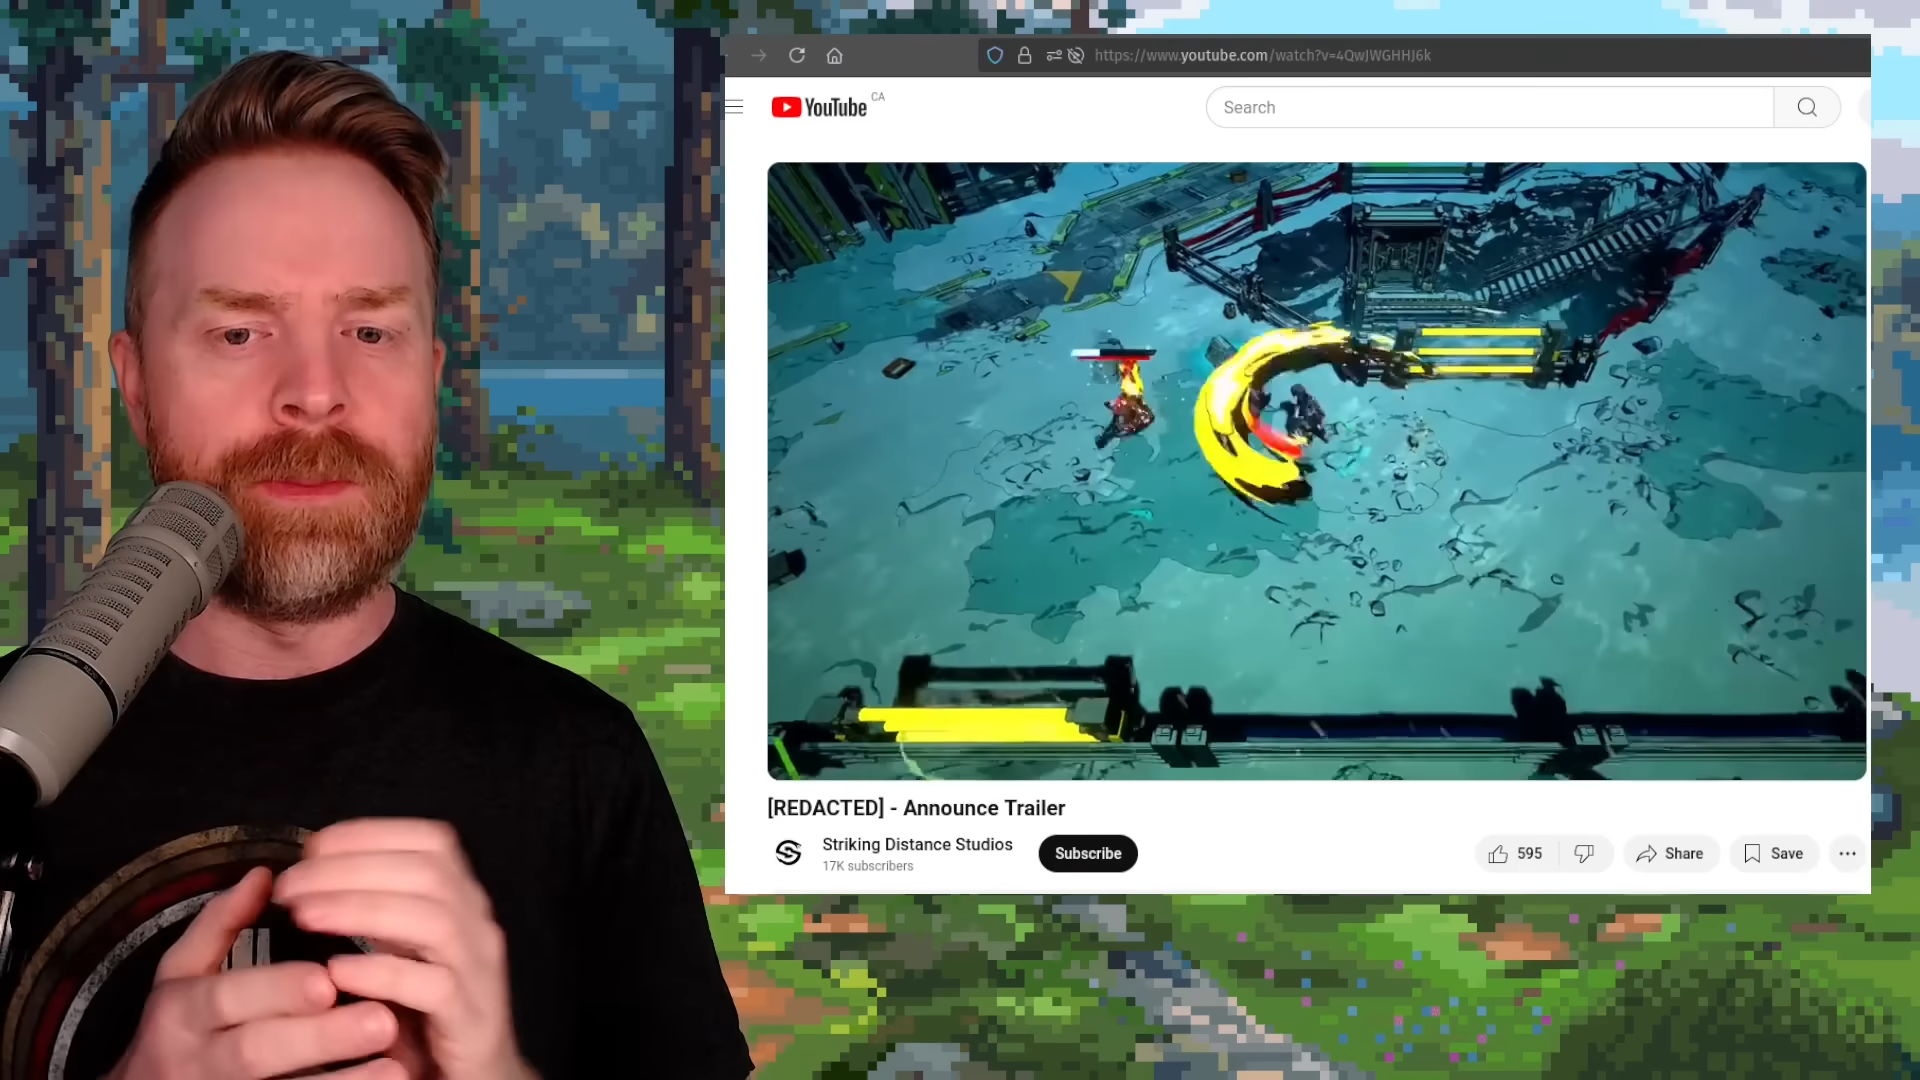 https://www.youtube.com/watch?v=4QwJWGHHJ6k
YouTube CA
Search
[REDACTED] - Announce Trailer
Striking Distance Studios
17K subscribers
Subscribe
595
Share
Save